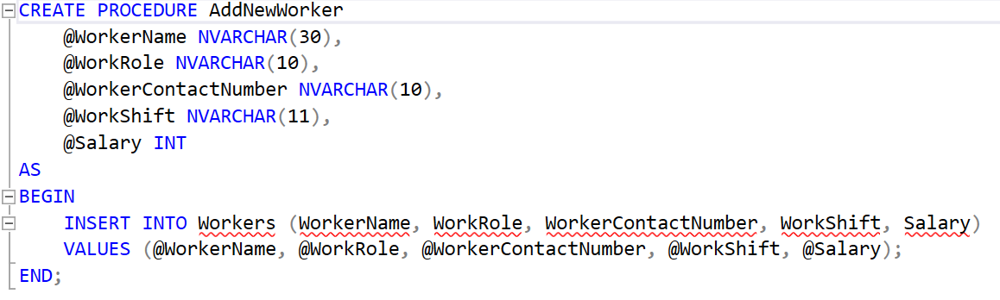 CREATE PROCEDURE AddNewWorker
@WorkerName NVARCHAR(30),
@WorkRole NVARCHAR(10),
@WorkerContactNumber NVARCHAR(10),
@WorkShift NVARCHAR(11),
@Salary INT
AS
BEGIN
INSERT INTO Workers (WorkerName, WorkRole, WorkerContactNumber, WorkShift, Salary)
VALUES (@WorkerName, @WorkRole, @WorkerContactNumber, @WorkShift, @Salary);
END;